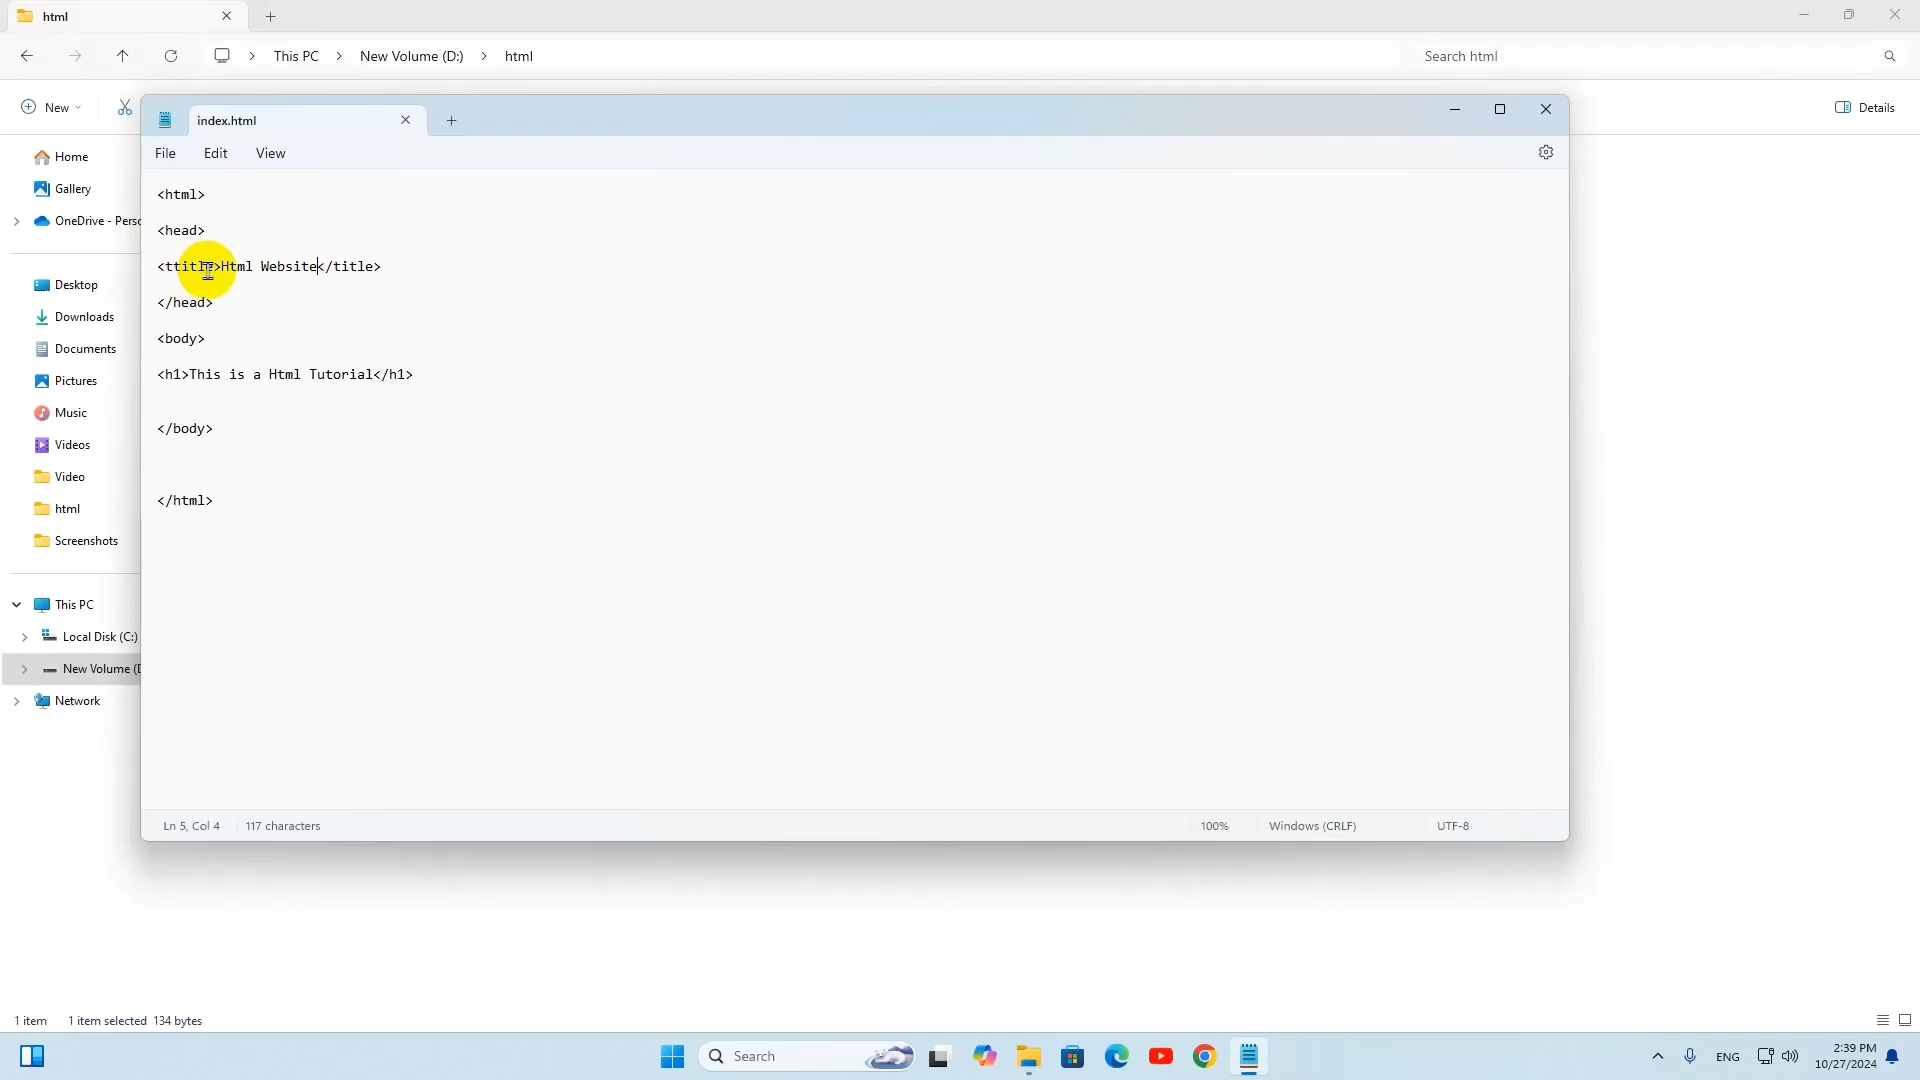 html
This PC > New Volume (D:) > html
Search html
New
Details
index.html
File Edit View
Home
Gallery
OneDrive - Perso
Desktop
Downloads
Documents
Pictures
Music
Videos
Video
html
Screenshots
This PC
Local Disk (C:)
New Volume (D
Network
<html>
<head>
<ttitle>Html Website</title>
</head>
<body>
<h1>This is a Html Tutorial</h1>
</body>
</html>
Ln 5, Col 4 117 characters 100% Windows (CRLF) UTF-8
1 item 1 item selected 134 bytes
Search
ENG
2:39 PM
10/27/2024